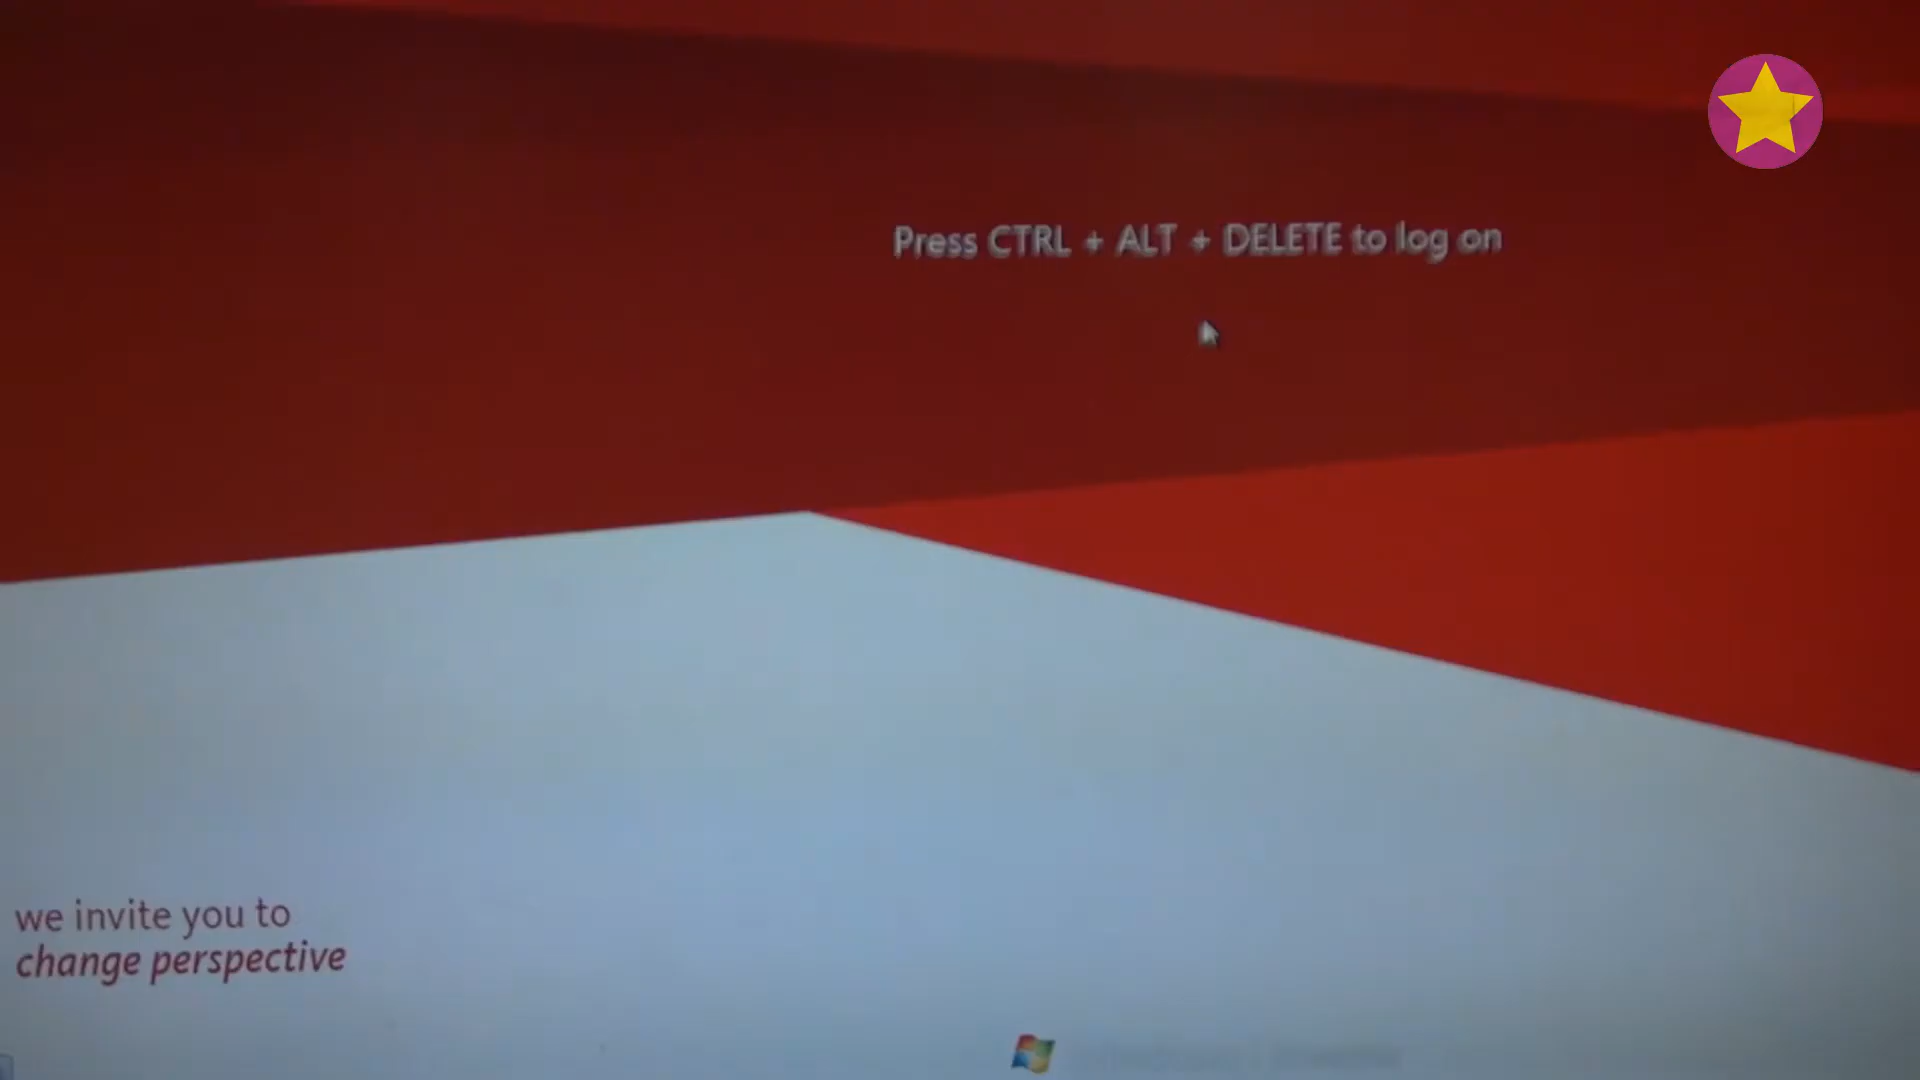 Press CTRL + ALT + DELETE to log on
we invite you to
change perspective